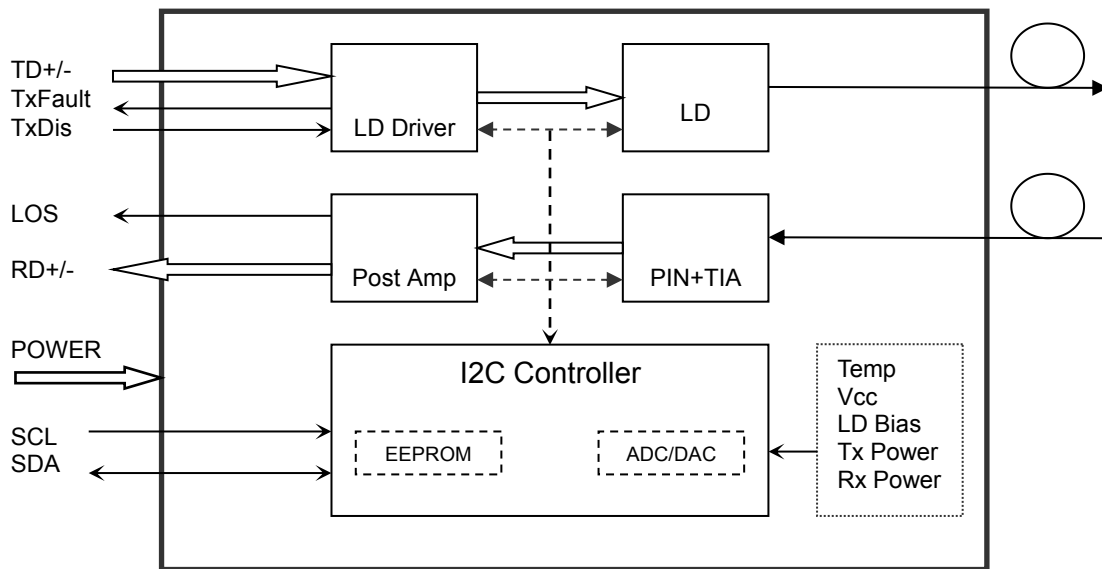 TD+/-
TxFault
TxDis
LD Driver
LD
LOS
RD+/-
Post Amp
PIN+TIA
POWER
SCL
SDA
I2C Controller
EEPROM
ADC/DAC
Temp
Vcc
LD Bias
Tx Power
Rx Power